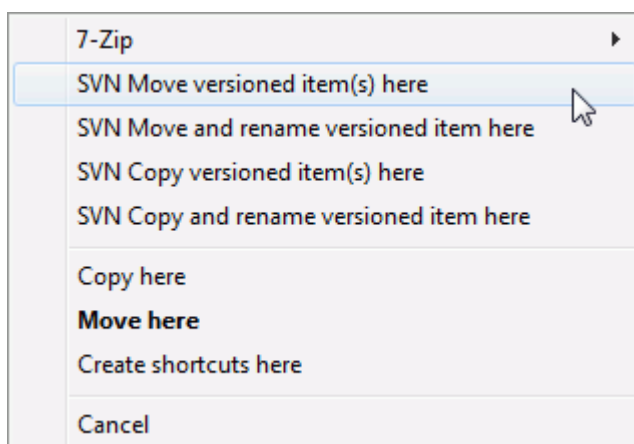 7-Zip
SVN Move versioned item(s) here
SVN Move and rename versioned item here
SVN Copy versioned item(s) here
SVN Copy and rename versioned item here
Copy here
Move here
Create shortcuts here
Cancel